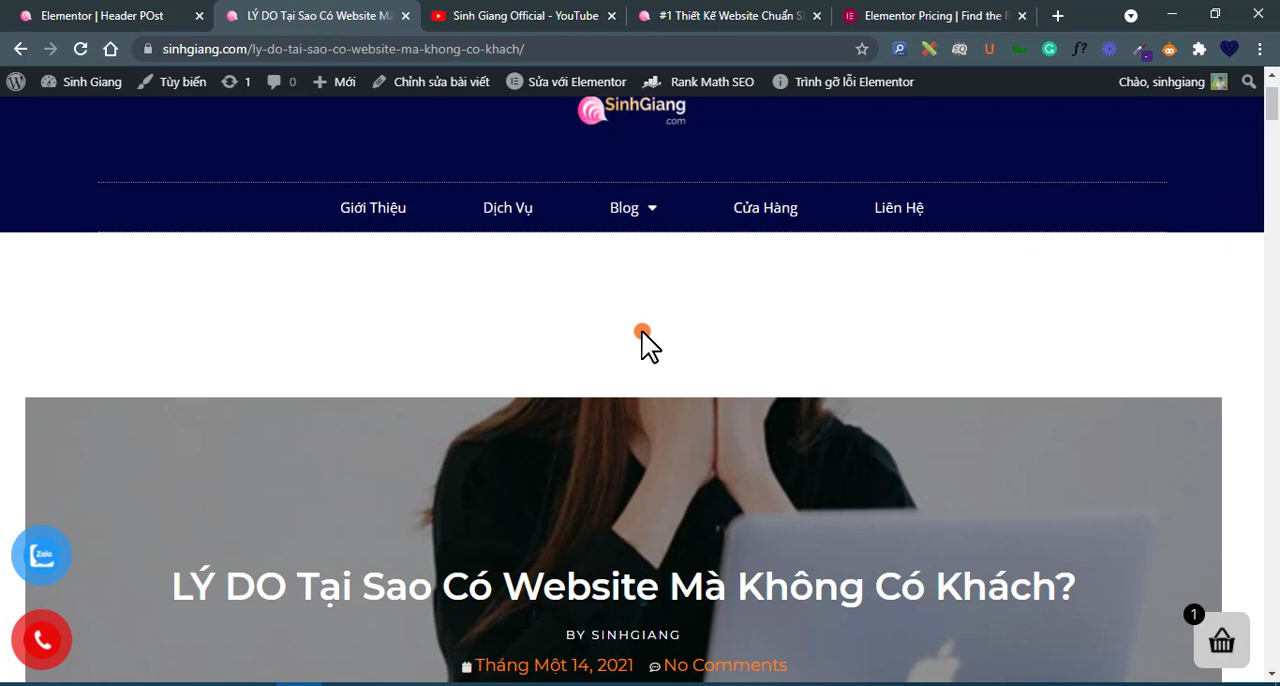 Elementor | Header POst
LÝ DO Tại Sao Có Website Mà
Sinh Giang Official - YouTube
#1 Thiết Kế Website Chuẩn S
Elementor Pricing | Find the
sinhgiang.com/ly-do-tai-sao-co-website-ma-khong-co-khach/
Sinh Giang Tùy biến 1 0 Mới Chỉnh sửa bài viết Sửa với Elementor Rank Math SEO Trình gỡ lỗi Elementor Chào, sinhgiang
SinhGiang
.com
Giới Thiệu Dịch Vụ Blog Cửa Hàng Liên Hệ
LÝ DO Tại Sao Có Website Mà Không Có Khách?
BY SINHGIANG
Tháng Một 14, 2021 No Comments
Zalo
1